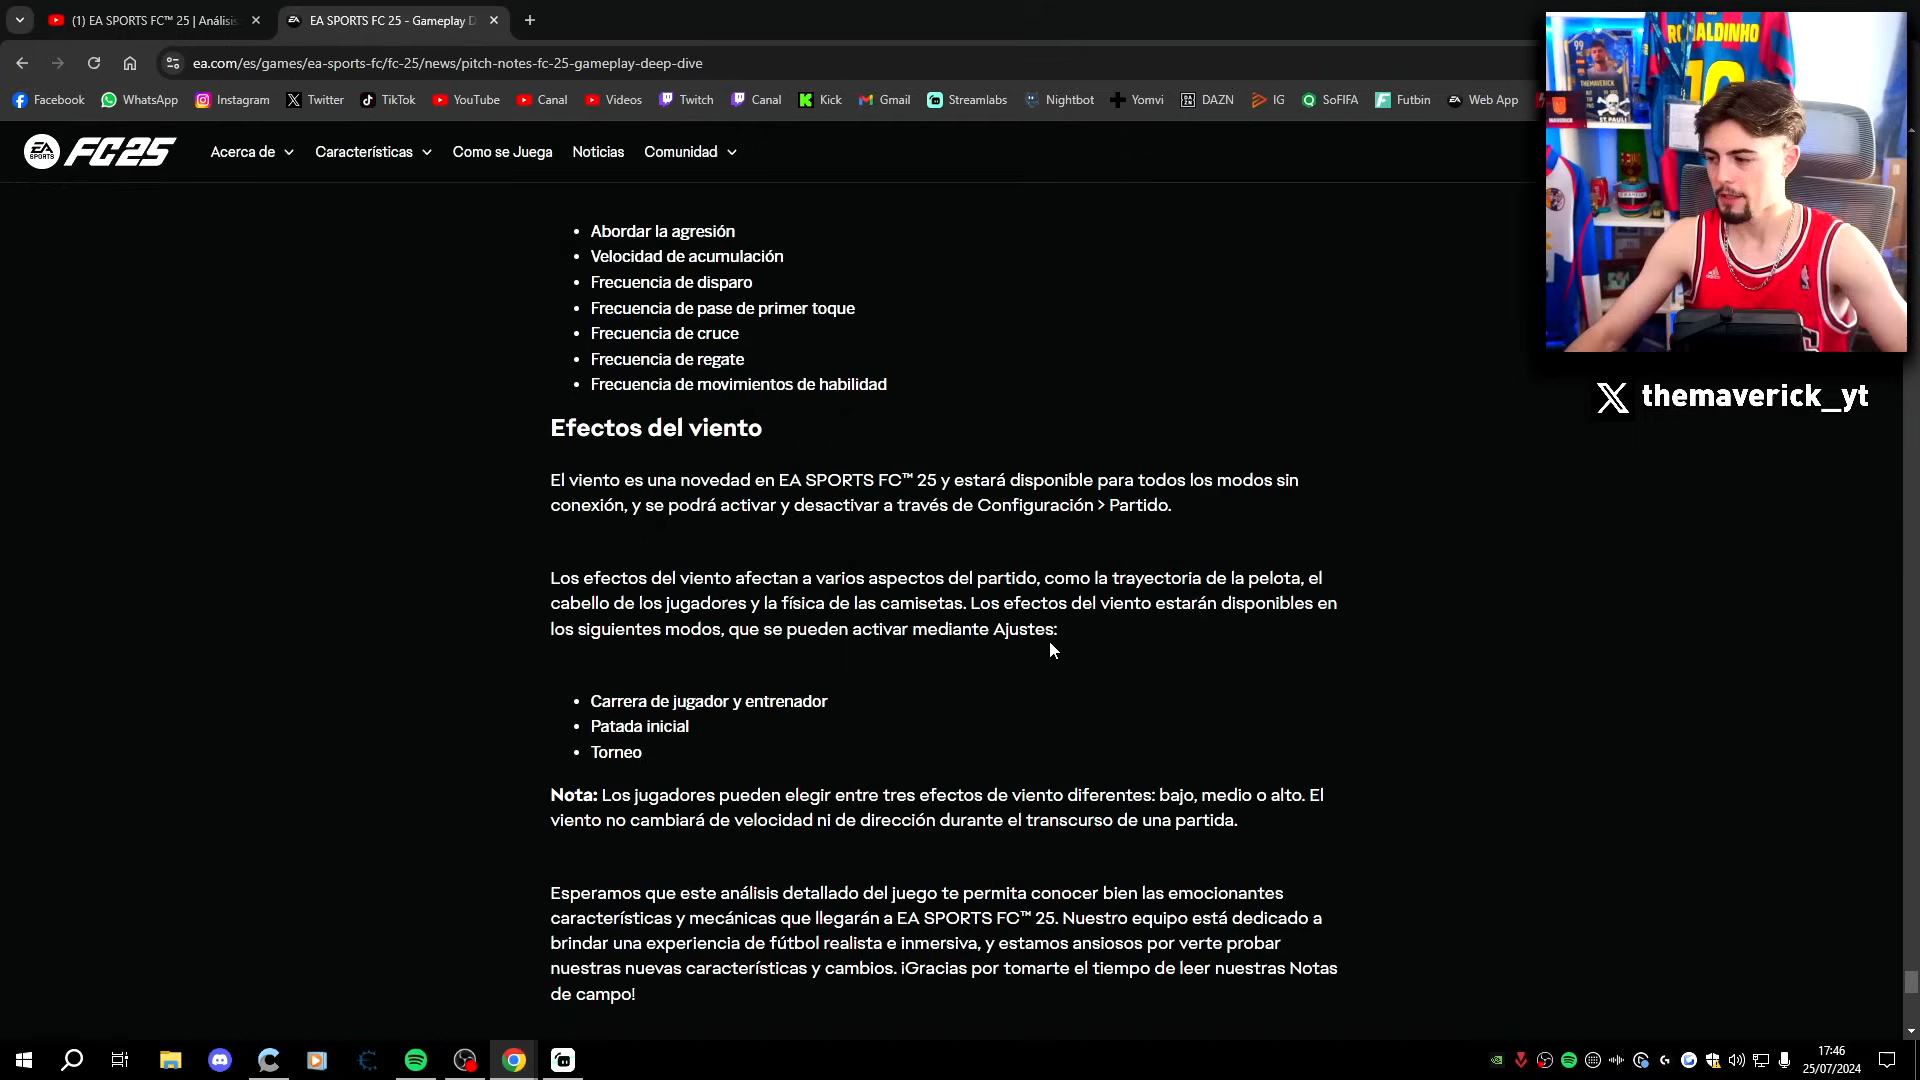 (1) EA SPORTS FC™ 25 | Análisis
EA SPORTS FC 25 - Gameplay D
ea.com/es/games/ea-sports-fc/fc-25/news/pitch-notes-fc-25-gameplay-deep-dive
Facebook WhatsApp Instagram Twitter TikTok YouTube Canal Videos Twitch Canal Kick Gmail Streamlabs Nightbot Yomvi DAZN IG SoFIFA Futbin Web App
EA SPORTS FC25 Acerca de Características Como se Juega Noticias Comunidad
RONALDINHO
10
99
THEMAVERICK
ST. PAULI
themaverick_yt
• Abordar la agresión
• Velocidad de acumulación
• Frecuencia de disparo
• Frecuencia de pase de primer toque
• Frecuencia de cruce
• Frecuencia de regate
• Frecuencia de movimientos de habilidad
Efectos del viento
El viento es una novedad en EA SPORTS FC™ 25 y estará disponible para todos los modos sin
conexión, y se podrá activar y desactivar a través de Configuración > Partido.
Los efectos del viento afectan a varios aspectos del partido, como la trayectoria de la pelota, el
cabello de los jugadores y la física de las camisetas. Los efectos del viento estarán disponibles en
los siguientes modos, que se pueden activar mediante Ajustes:
• Carrera de jugador y entrenador
• Patada inicial
• Torneo
Nota: Los jugadores pueden elegir entre tres efectos de viento diferentes: bajo, medio o alto. El
viento no cambiará de velocidad ni de dirección durante el transcurso de una partida.
Esperamos que este análisis detallado del juego te permita conocer bien las emocionantes
características y mecánicas que llegarán a EA SPORTS FC™ 25. Nuestro equipo está dedicado a
brindar una experiencia de fútbol realista e inmersiva, y estamos ansiosos por verte probar
nuestras nuevas características y cambios. ¡Gracias por tomarte el tiempo de leer nuestras Notas
de campo!
17:46
25/07/2024